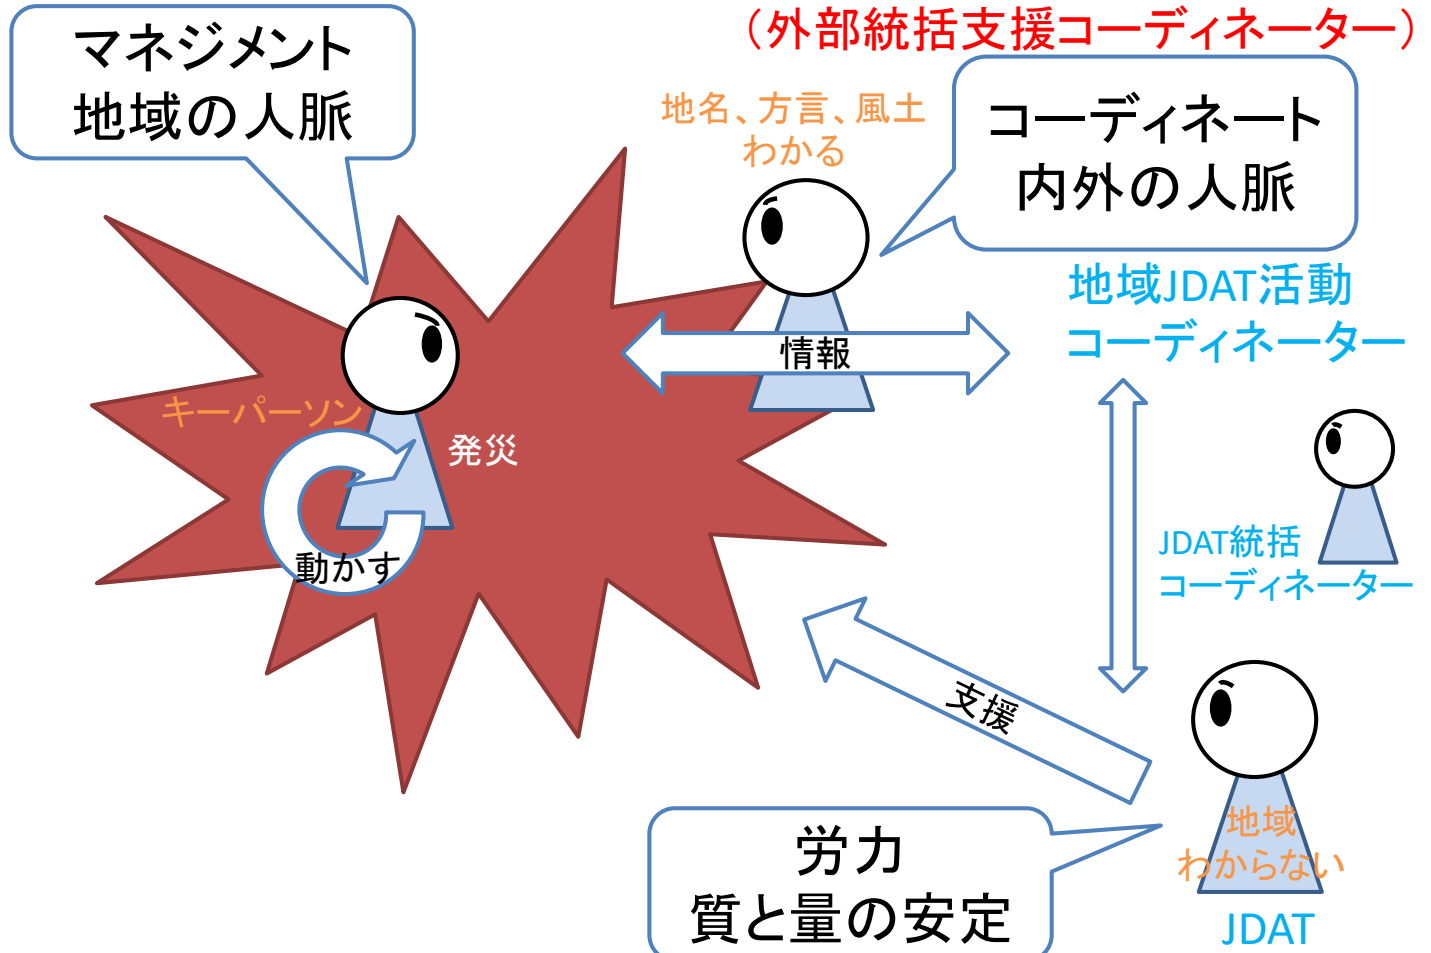 （外部統括支援コーディネーター）
マネジメント
地域の人脈
地名、方言、風土
わかる
コーディネート
内外の人脈
地域JDAT活動
コーディネーター
情報
キーパーソン
発災
動かす
JDAT統括
コーディネーター
支援
労力
質と量の安定
地域
わからない
JDAT